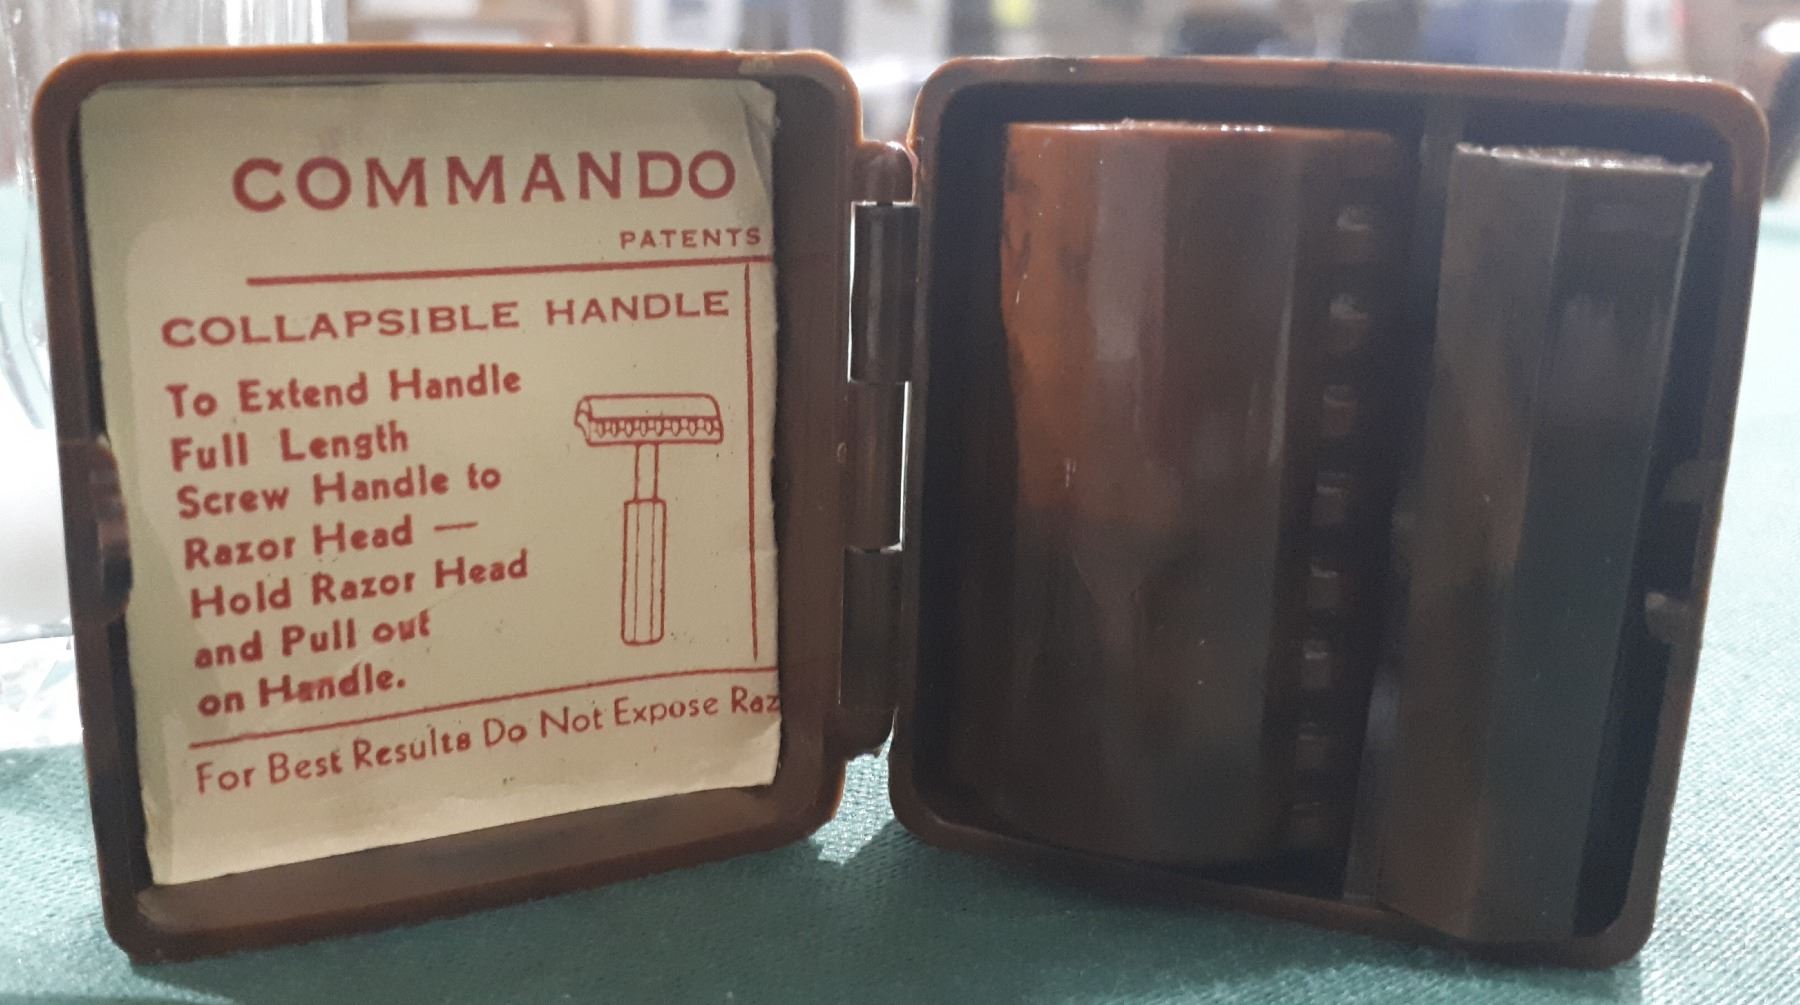 COMMANDO
PATENTS
COLLAPSIBLE HANDLE
To Extend Handle
Full Length
Screw Handle to
Razor Head —
Hold Razor Head
and Pull out
on Handle.
For Best Results Do Not Expose Raz